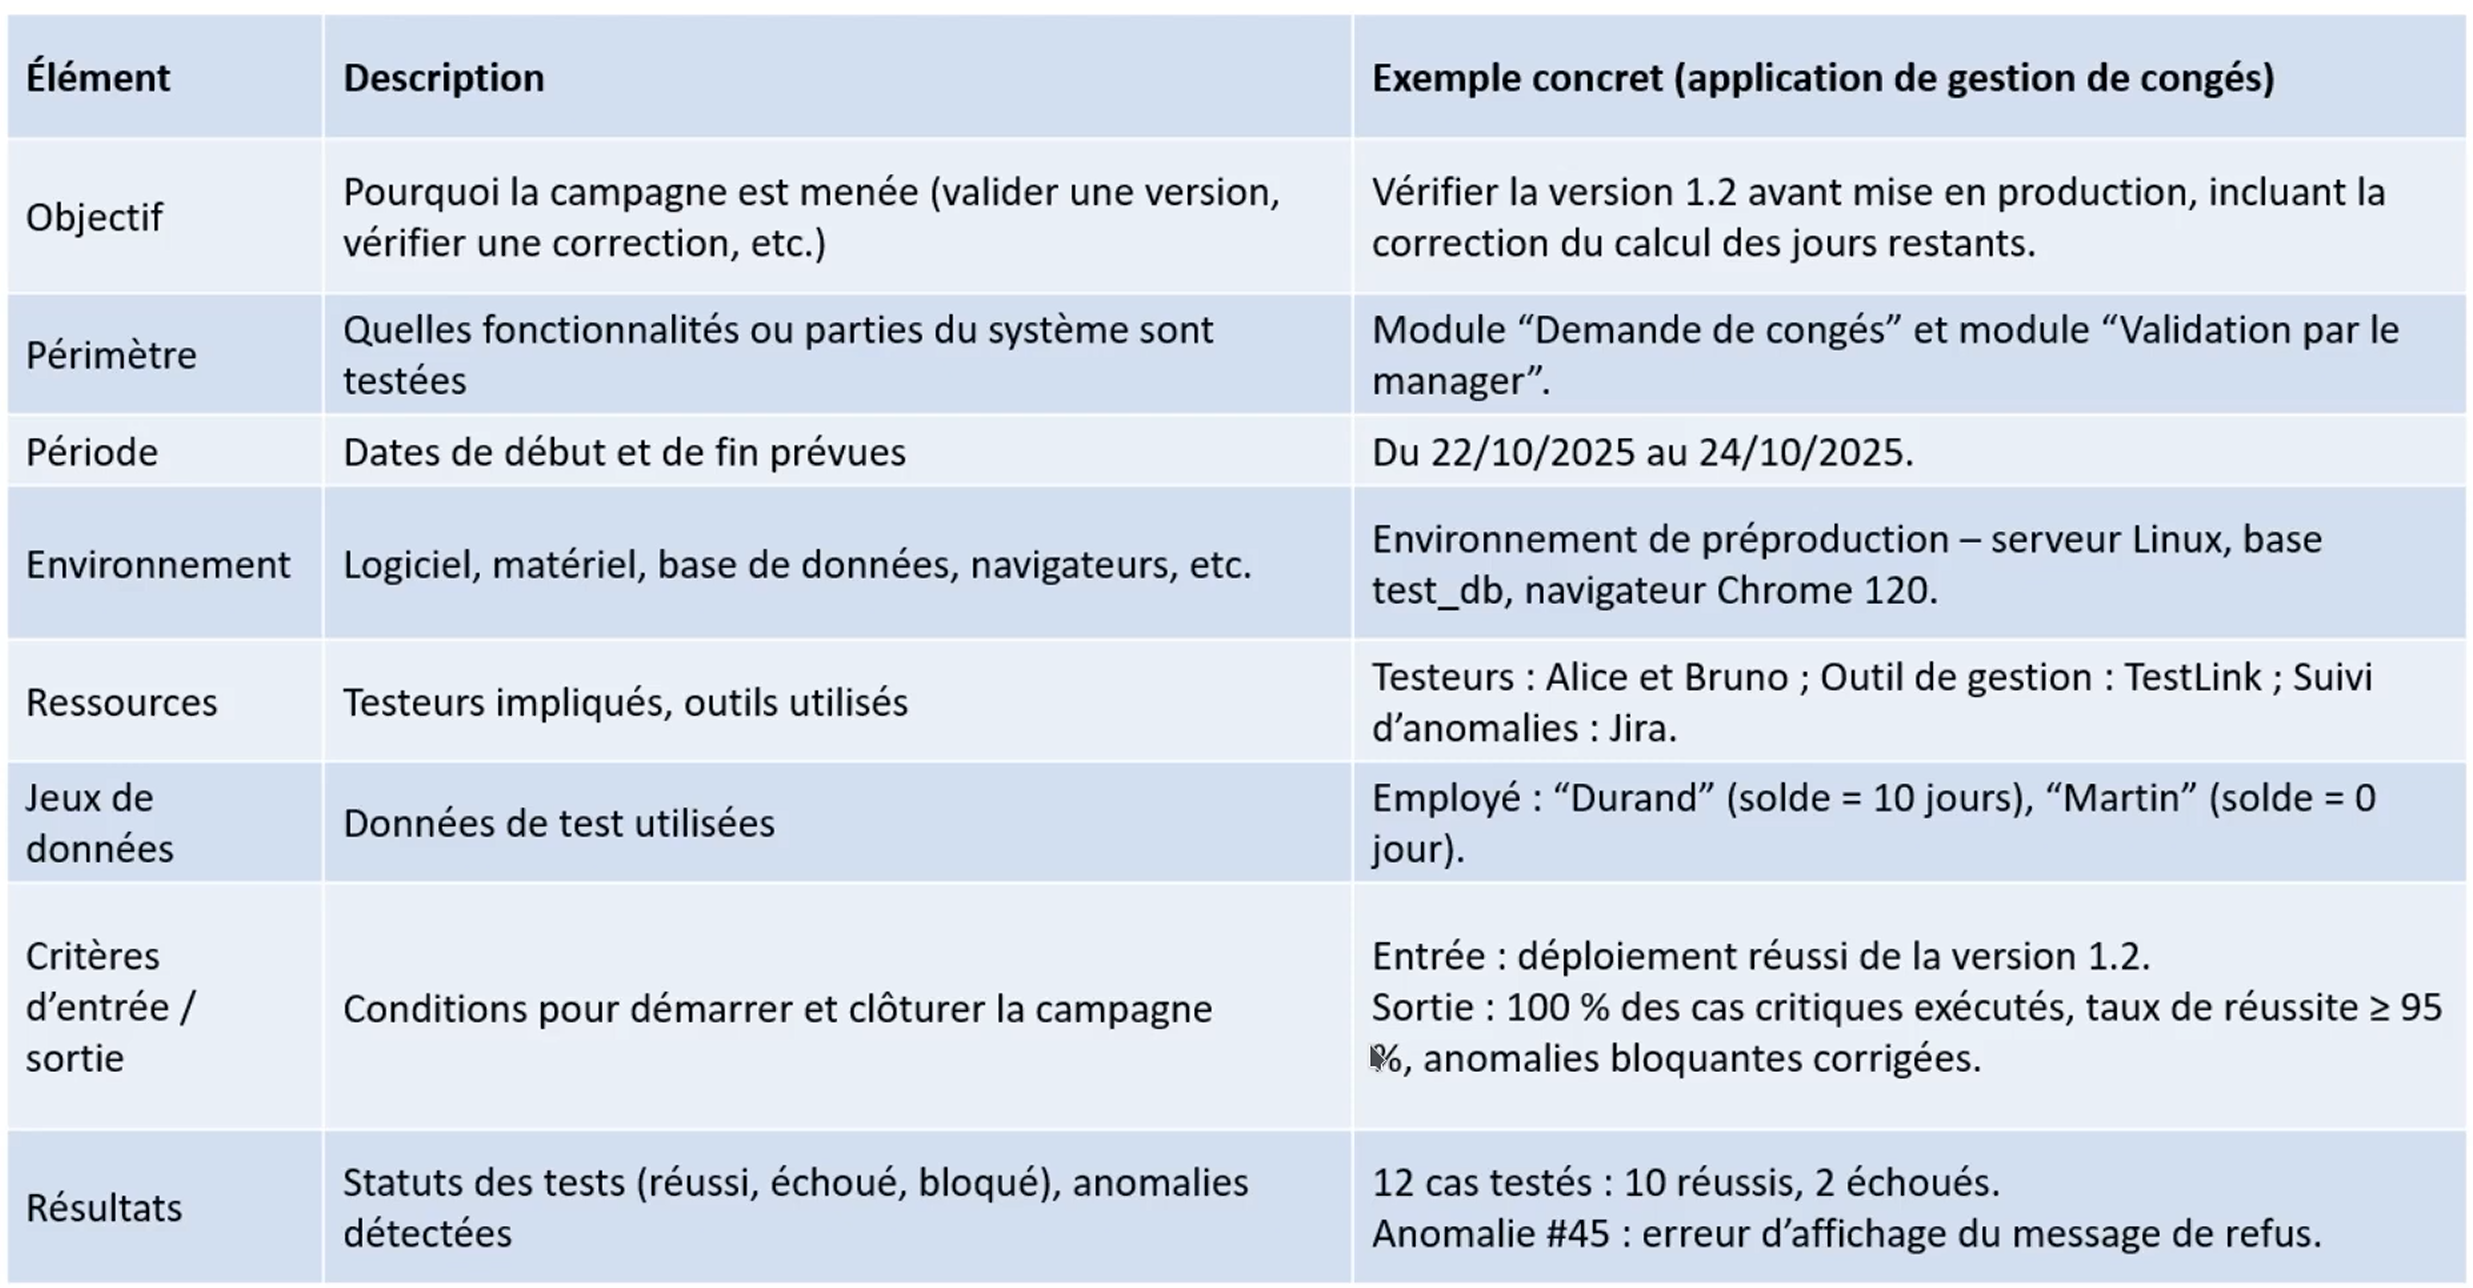 Élément
Description
Exemple concret (application de gestion de congés)
Objectif
Pourquoi la campagne est menée (valider une version,
vérifier une correction, etc.)
Vérifier la version 1.2 avant mise en production, incluant la
correction du calcul des jours restants.
Périmètre
Quelles fonctionnalités ou parties du système sont
testées
Module “Demande de congés” et module “Validation par le
manager”.
Période
Dates de début et de fin prévues
Du 22/10/2025 au 24/10/2025.
Environnement
Logiciel, matériel, base de données, navigateurs, etc.
Environnement de préproduction – serveur Linux, base
test_db, navigateur Chrome 120.
Ressources
Testeurs impliqués, outils utilisés
Testeurs : Alice et Bruno ; Outil de gestion : TestLink ; Suivi
d’anomalies : Jira.
Jeux de
données
Données de test utilisées
Employé : “Durand” (solde = 10 jours), “Martin” (solde = 0
jour).
Critères
d’entrée /
sortie
Conditions pour démarrer et clôturer la campagne
Entrée : déploiement réussi de la version 1.2.
Sortie : 100 % des cas critiques exécutés, taux de réussite ≥ 95
%, anomalies bloquantes corrigées.
Résultats
Statuts des tests (réussi, échoué, bloqué), anomalies
détectées
12 cas testés : 10 réussis, 2 échoués.
Anomalie #45 : erreur d’affichage du message de refus.